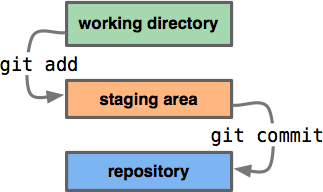 working directory
git add
staging area
git commit
repository